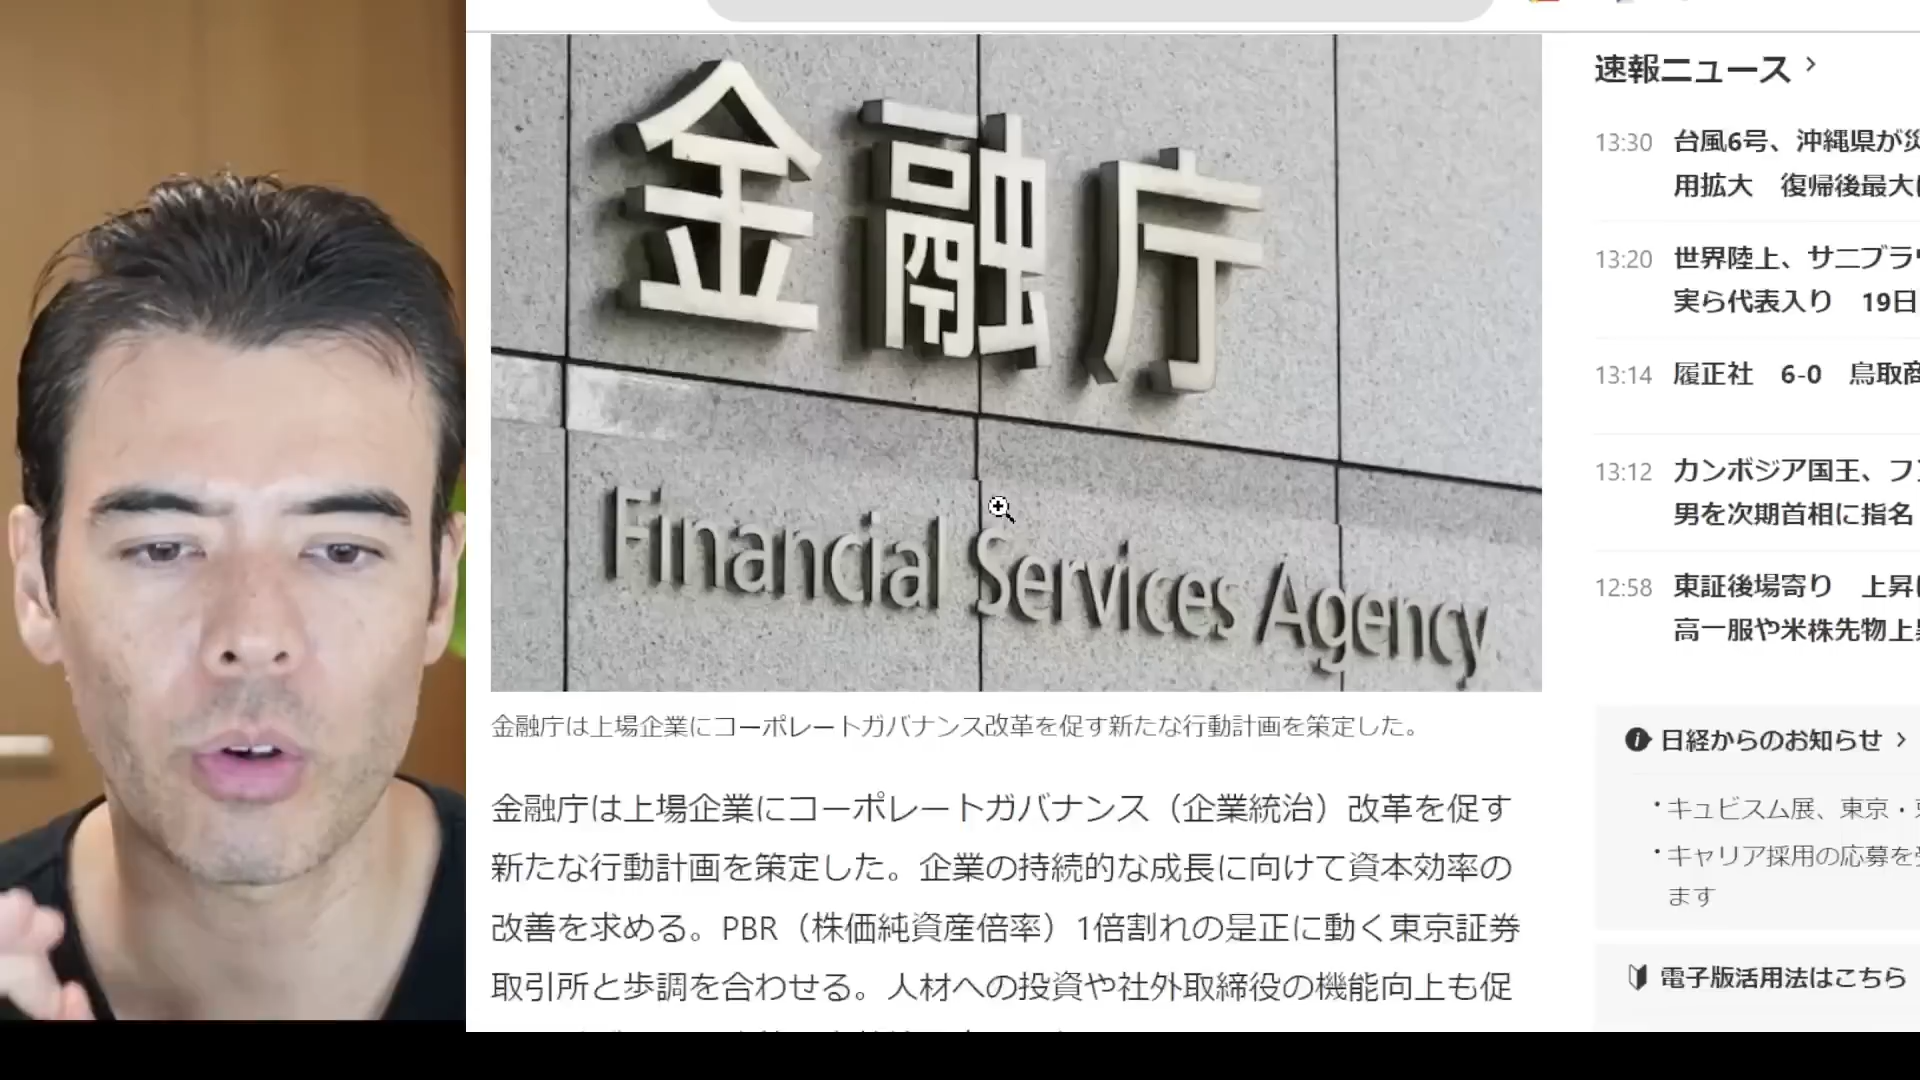 金融庁
Financial Services Agency
金融庁は上場企業にコーポレートガバナンス改革を促す新たな行動計画を策定した。
金融庁は上場企業にコーポレートガバナンス（企業統治）改革を促す
新たな行動計画を策定した。企業の持続的な成長に向けて資本効率の
改善を求める。PBR（株価純資産倍率）1倍割れの是正に動く東京証券
取引所と歩調を合わせる。人材への投資や社外取締役の機能向上も促
速報ニュース
13:30 台風6号、沖縄県が
用拡大 復帰後最大
13:20 世界陸上、サニブラ
実ら代表入り 19日
13:14 履正社 6-0 鳥取
13:12 カンボジア国王、フ
男を次期首相に指名
12:58 東証後場寄り 上昇
高一服や米株先物上
日経からのお知らせ
・キュビスム展、東京・
・キャリア採用の応募を
ます
電子版活用法はこちら